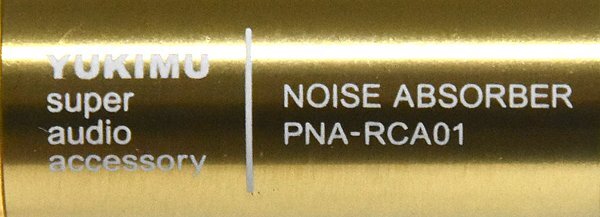 YUKIMU
super
audio
accessory
NOISE ABSORBER
PNA-RCA01